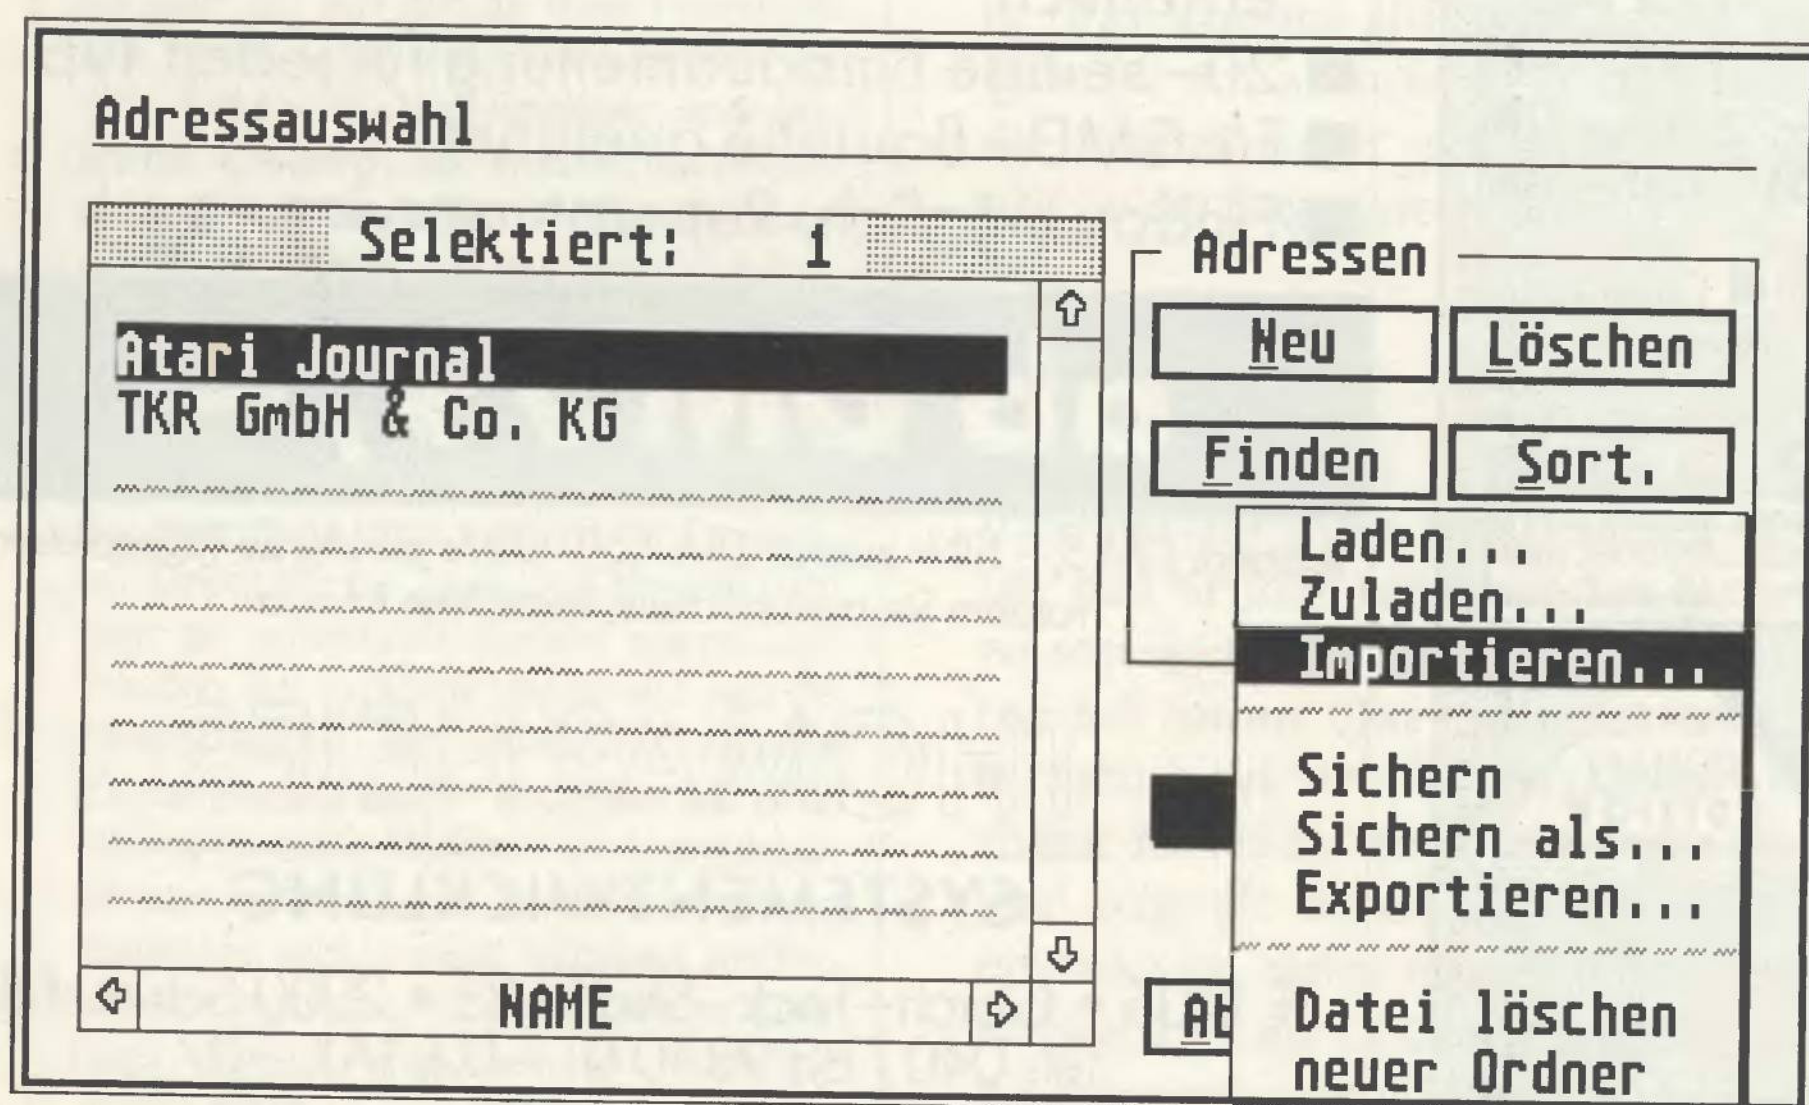 Adressauswahl
Selektiert: 1
Atari Journal
TKR GmbH & Co. KG
NAME
Adressen
Neu
Löschen
Finden
Sort.
Laden...
Zuladen...
Importieren...
Sichern
Sichern als...
Exportieren...
Datei löschen
neuer Ordner